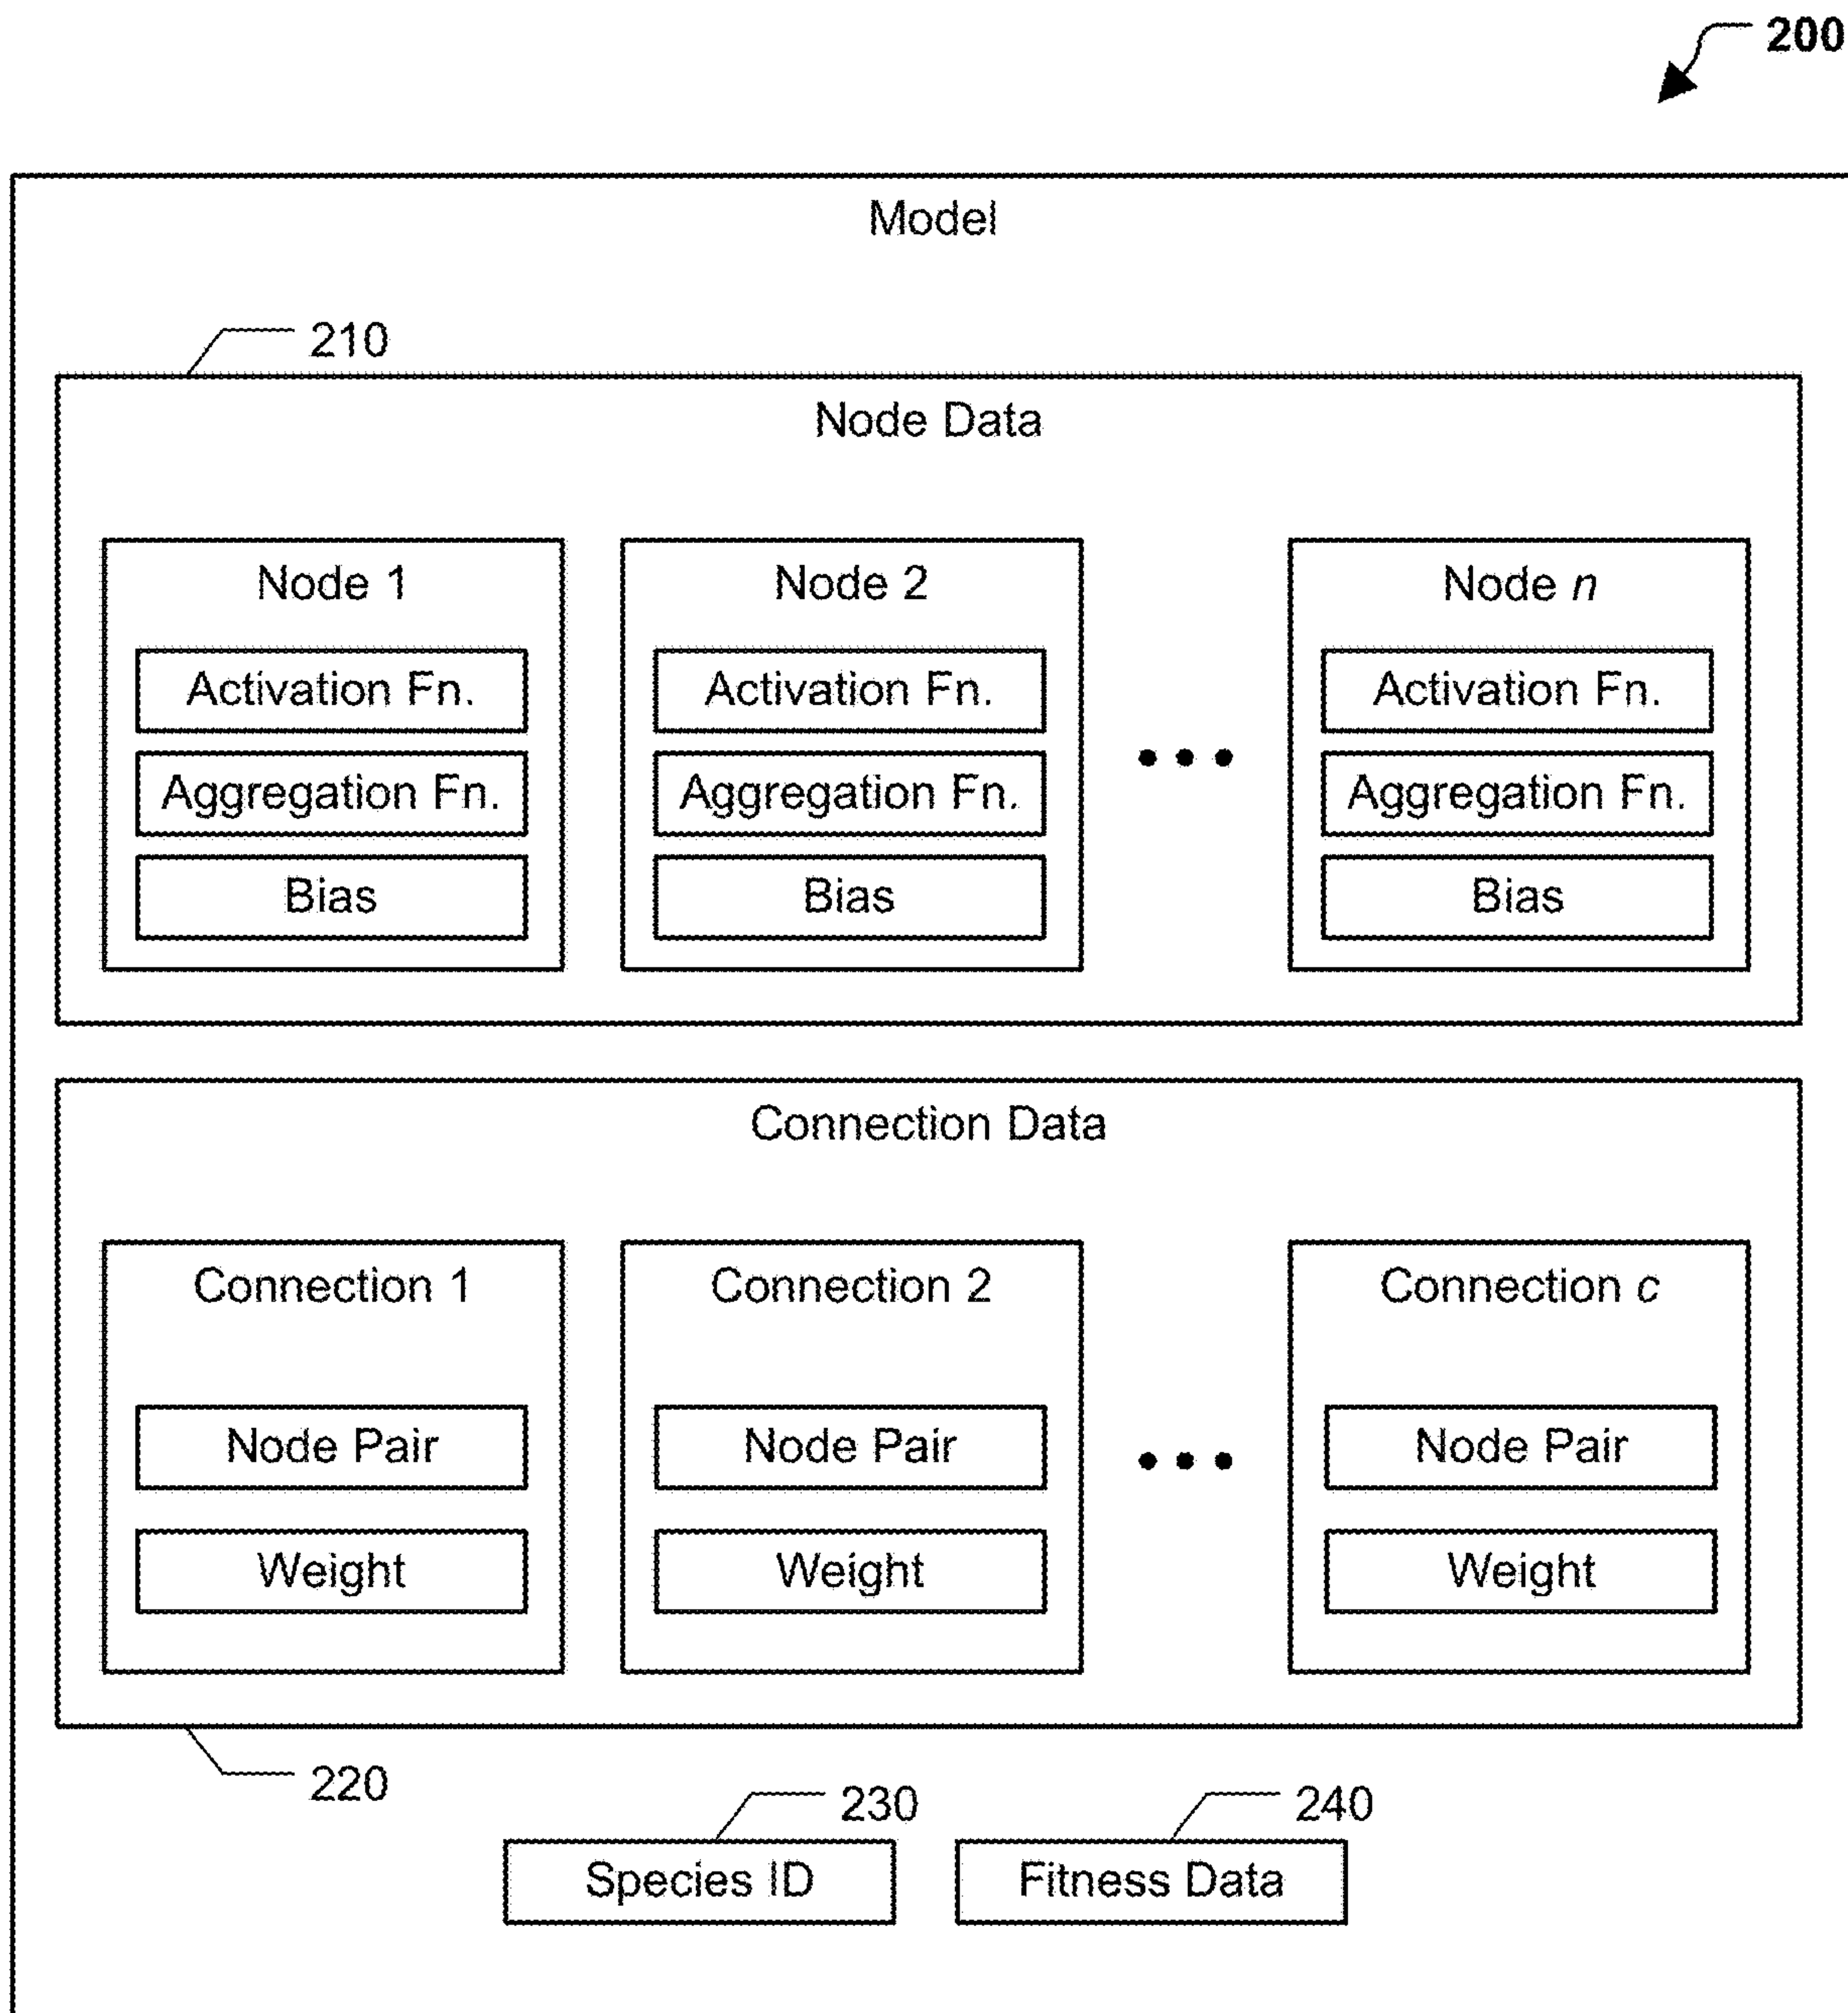 200
Model
210
Node Data
Node 1 Node 2 Node n
Activation Fn. Activation Fn. Activation Fn.
Aggregation Fn. Aggregation Fn. Aggregation Fn.
Bias Bias Bias
Connection Data
Connection 1 Connection 2 Connection c
Node Pair Node Pair Node Pair
Weight Weight Weight
220
230 240
Species ID Fitness Data